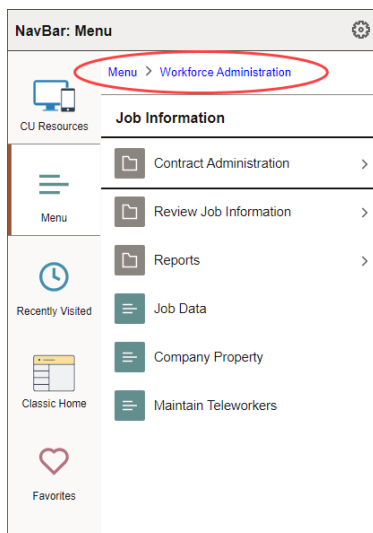 NavBar: Menu
Menu > Workforce Administration
CU Resources
Job Information
Contract Administration
Menu
Review Job Information
Reports
Recently Visited
Job Data
Company Property
Classic Home
Maintain Teleworkers
Favorites